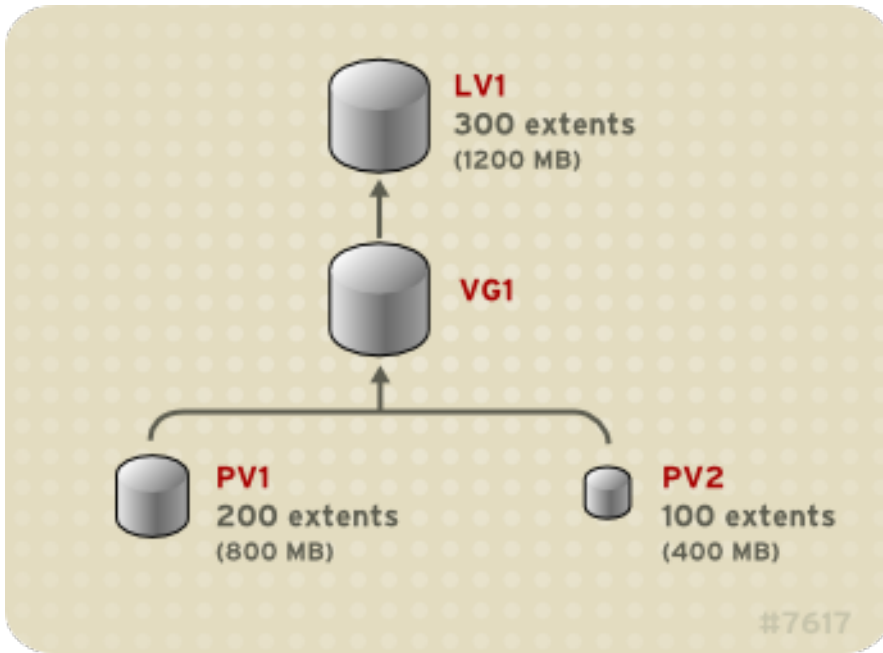 LV1
300 extents
(1200 MB)
VG1
PV1
200 extents
(800 MB)
PV2
100 extents
(400 MB)
#7617